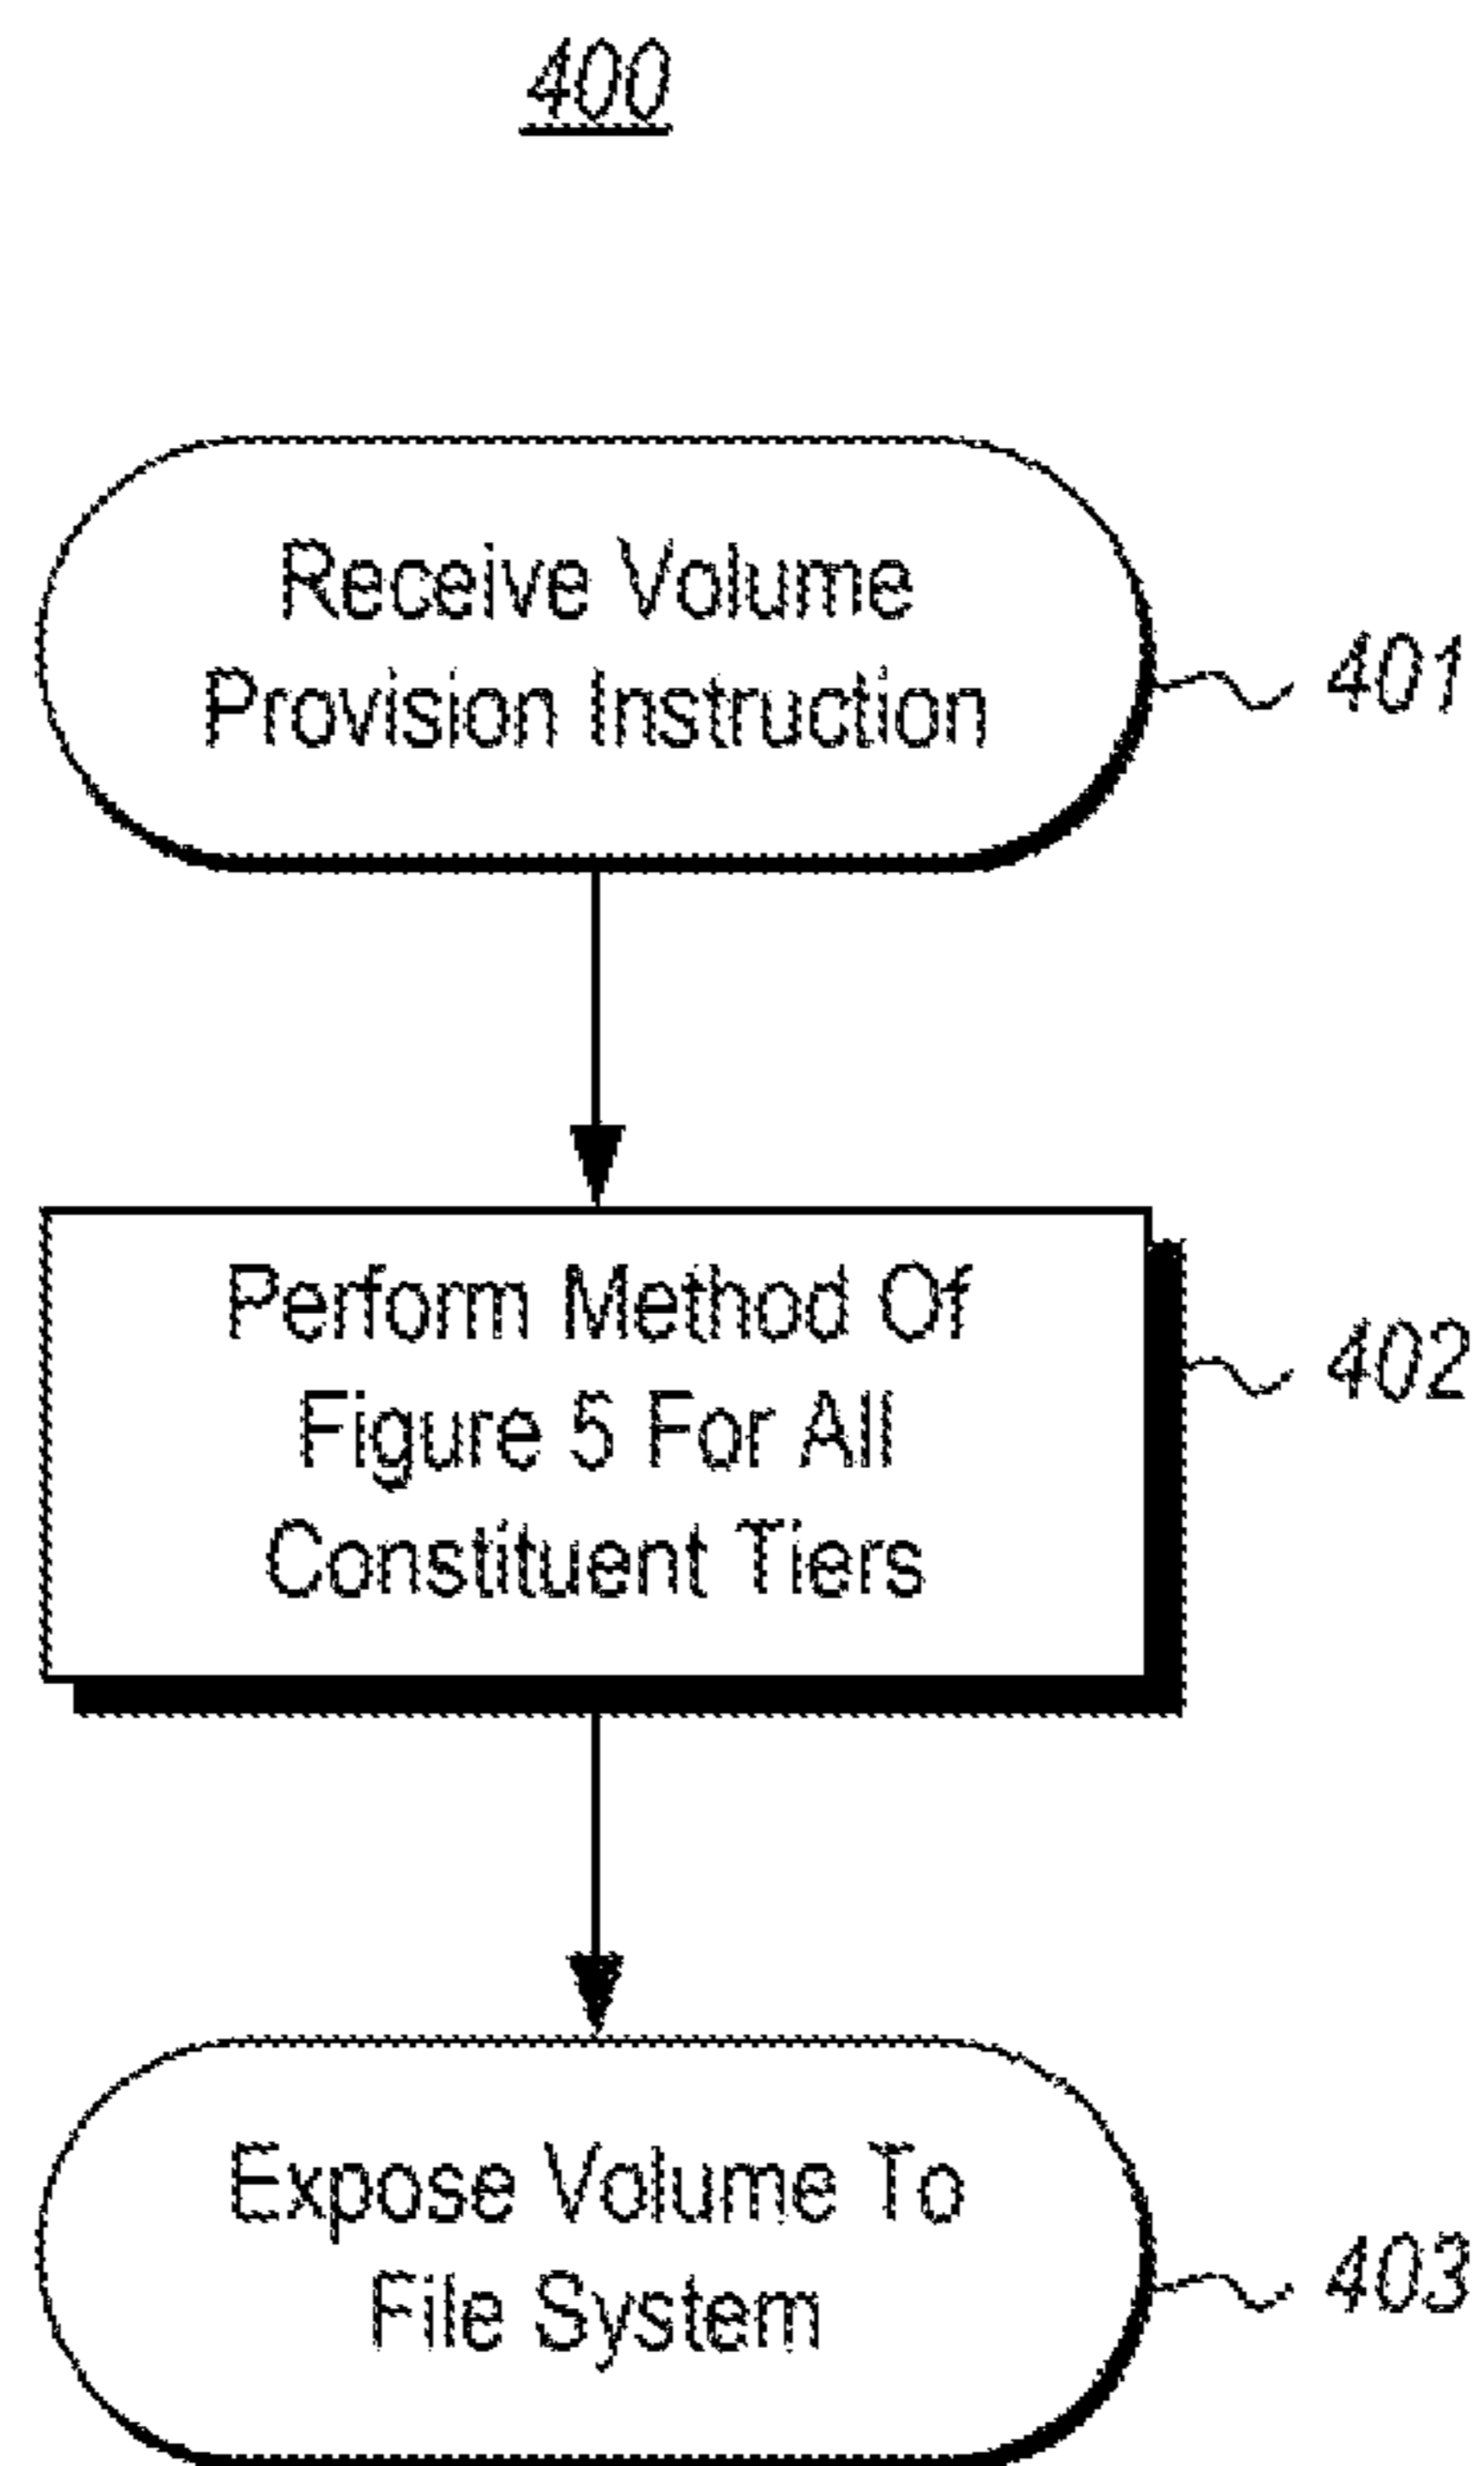 400
Receive Volume
Provision Instruction
401
Perform Method Of
Figure 5 For All
Constituent Tiers
402
Expose Volume To
File System
403